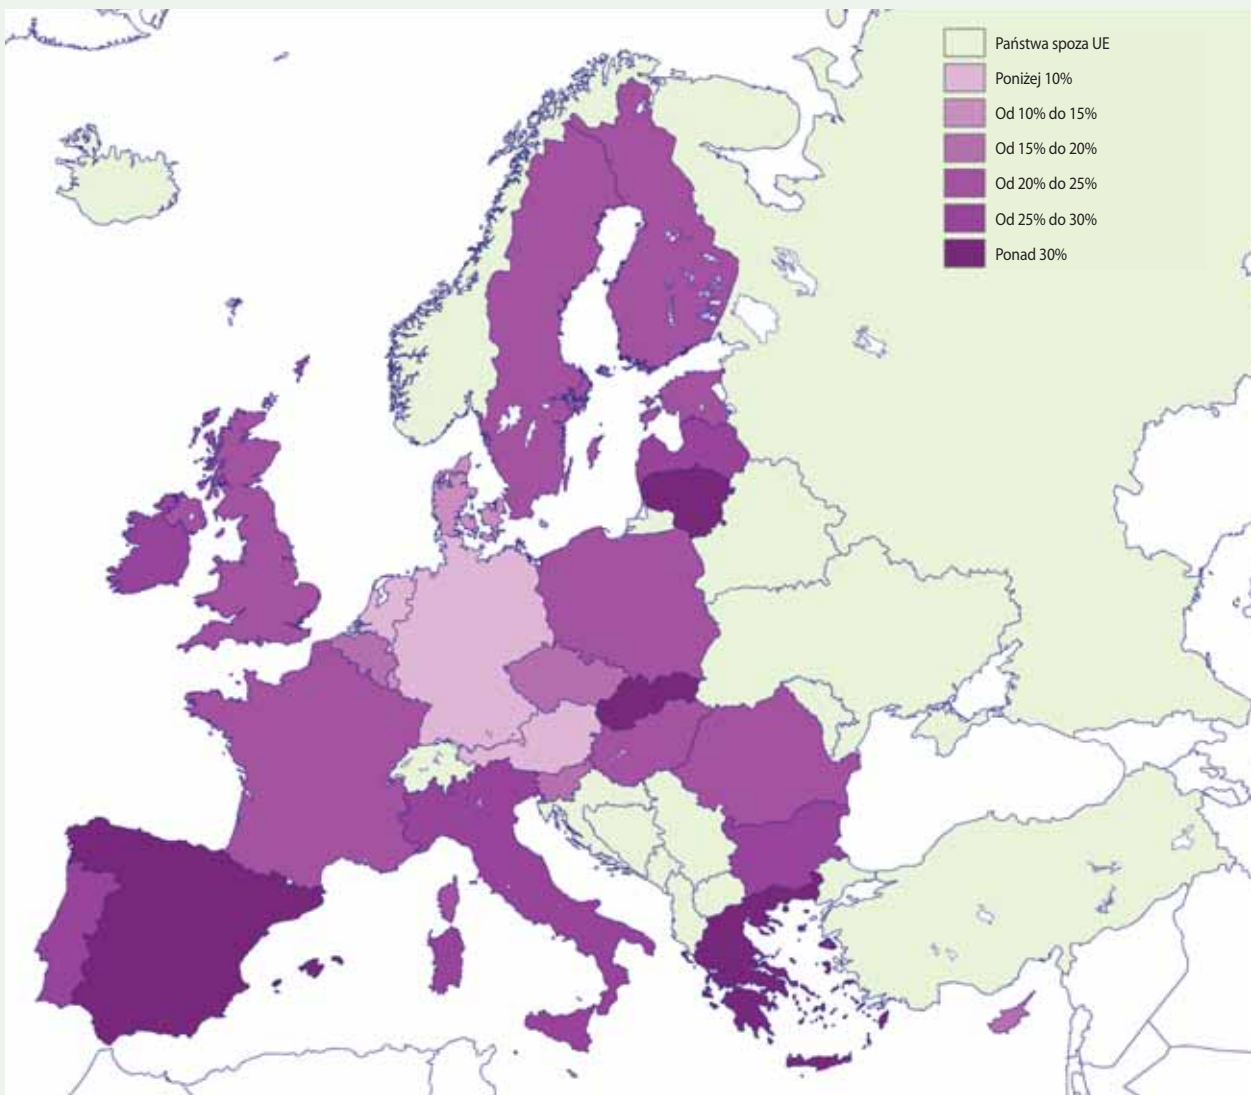 Państwa spoza UE
Poniżej 10%
Od 10% do 15%
Od 15% do 20%
Od 20% do 25%
Od 25% do 30%
Ponad 30%